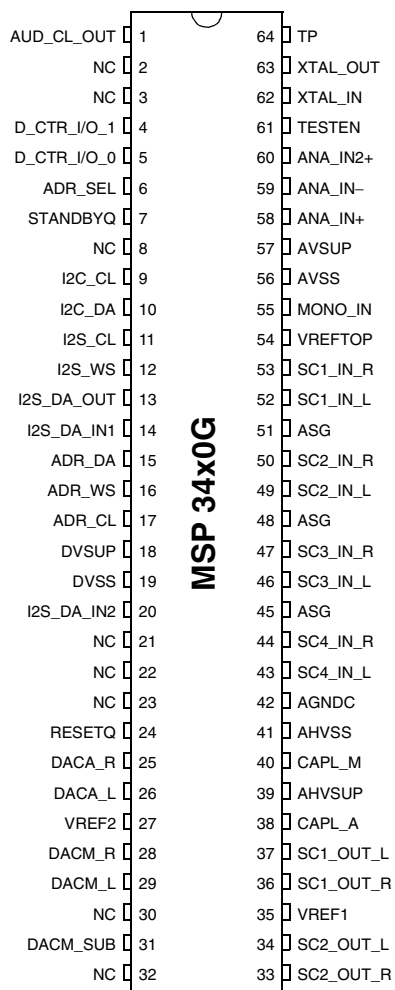 AUD_CL_OUT 1 64 TP
NC 2 63 XTAL_OUT
NC 3 62 XTAL_IN
D_CTR_I/O_1 4 61 TESTEN
D_CTR_I/O_0 5 60 ANA_IN2+
ADR_SEL 6 59 ANA_IN−
STANDBYQ 7 58 ANA_IN+
NC 8 57 AVSUP
I2C_CL 9 56 AVSS
I2C_DA 10 55 MONO_IN
I2S_CL 11 54 VREFTOP
I2S_WS 12 53 SC1_IN_R
I2S_DA_OUT 13 52 SC1_IN_L
I2S_DA_IN1 14 51 ASG
ADR_DA 15 50 SC2_IN_R
ADR_WS 16 49 SC2_IN_L
ADR_CL 17 48 ASG
DVSUP 18 47 SC3_IN_R
DVSS 19 46 SC3_IN_L
I2S_DA_IN2 20 45 ASG
NC 21 44 SC4_IN_R
NC 22 43 SC4_IN_L
NC 23 42 AGNDC
RESETQ 24 41 AHVSS
DACA_R 25 40 CAPL_M
DACA_L 26 39 AHVSUP
VREF2 27 38 CAPL_A
DACM_R 28 37 SC1_OUT_L
DACM_L 29 36 SC1_OUT_R
NC 30 35 VREF1
DACM_SUB 31 34 SC2_OUT_L
NC 32 33 SC2_OUT_R
MSP 34x0G